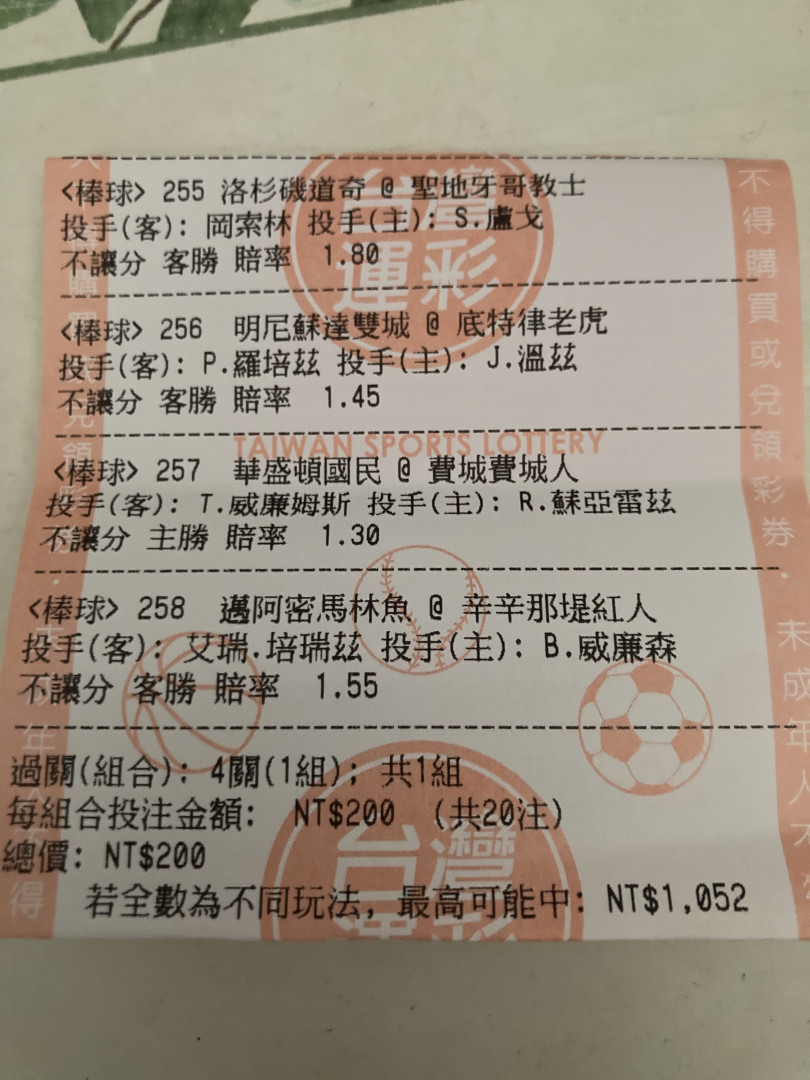 <棒球> 255 洛杉磯道奇 @ 聖地牙哥教士
投手(客): 岡索林 投手(主): S.盧戈
不讓分 客勝 賠率 1.80
<棒球> 256 明尼蘇達雙城 @ 底特律老虎
投手(客): P.羅培茲 投手(主): J.溫茲
不讓分 客勝 賠率 1.45
TAIWAN SPORTS LOTTERY
<棒球> 257 華盛頓國民 @ 費城費城人
投手(客): T.威廉姆斯 投手(主): R.蘇亞雷茲
不讓分 主勝 賠率 1.30
<棒球> 258 邁阿密馬林魚 @ 辛辛那堤紅人
投手(客): 艾瑞.培瑞茲 投手(主): B.威廉森
不讓分 客勝 賠率 1.55
過關(組合): 4關(1組); 共1組
每組合投注金額: NT$200 (共20注)
總價: NT$200
若全數為不同玩法, 最高可能中: NT$1,052
台灣運彩
台灣
不得購買或兌領彩券．未成年人